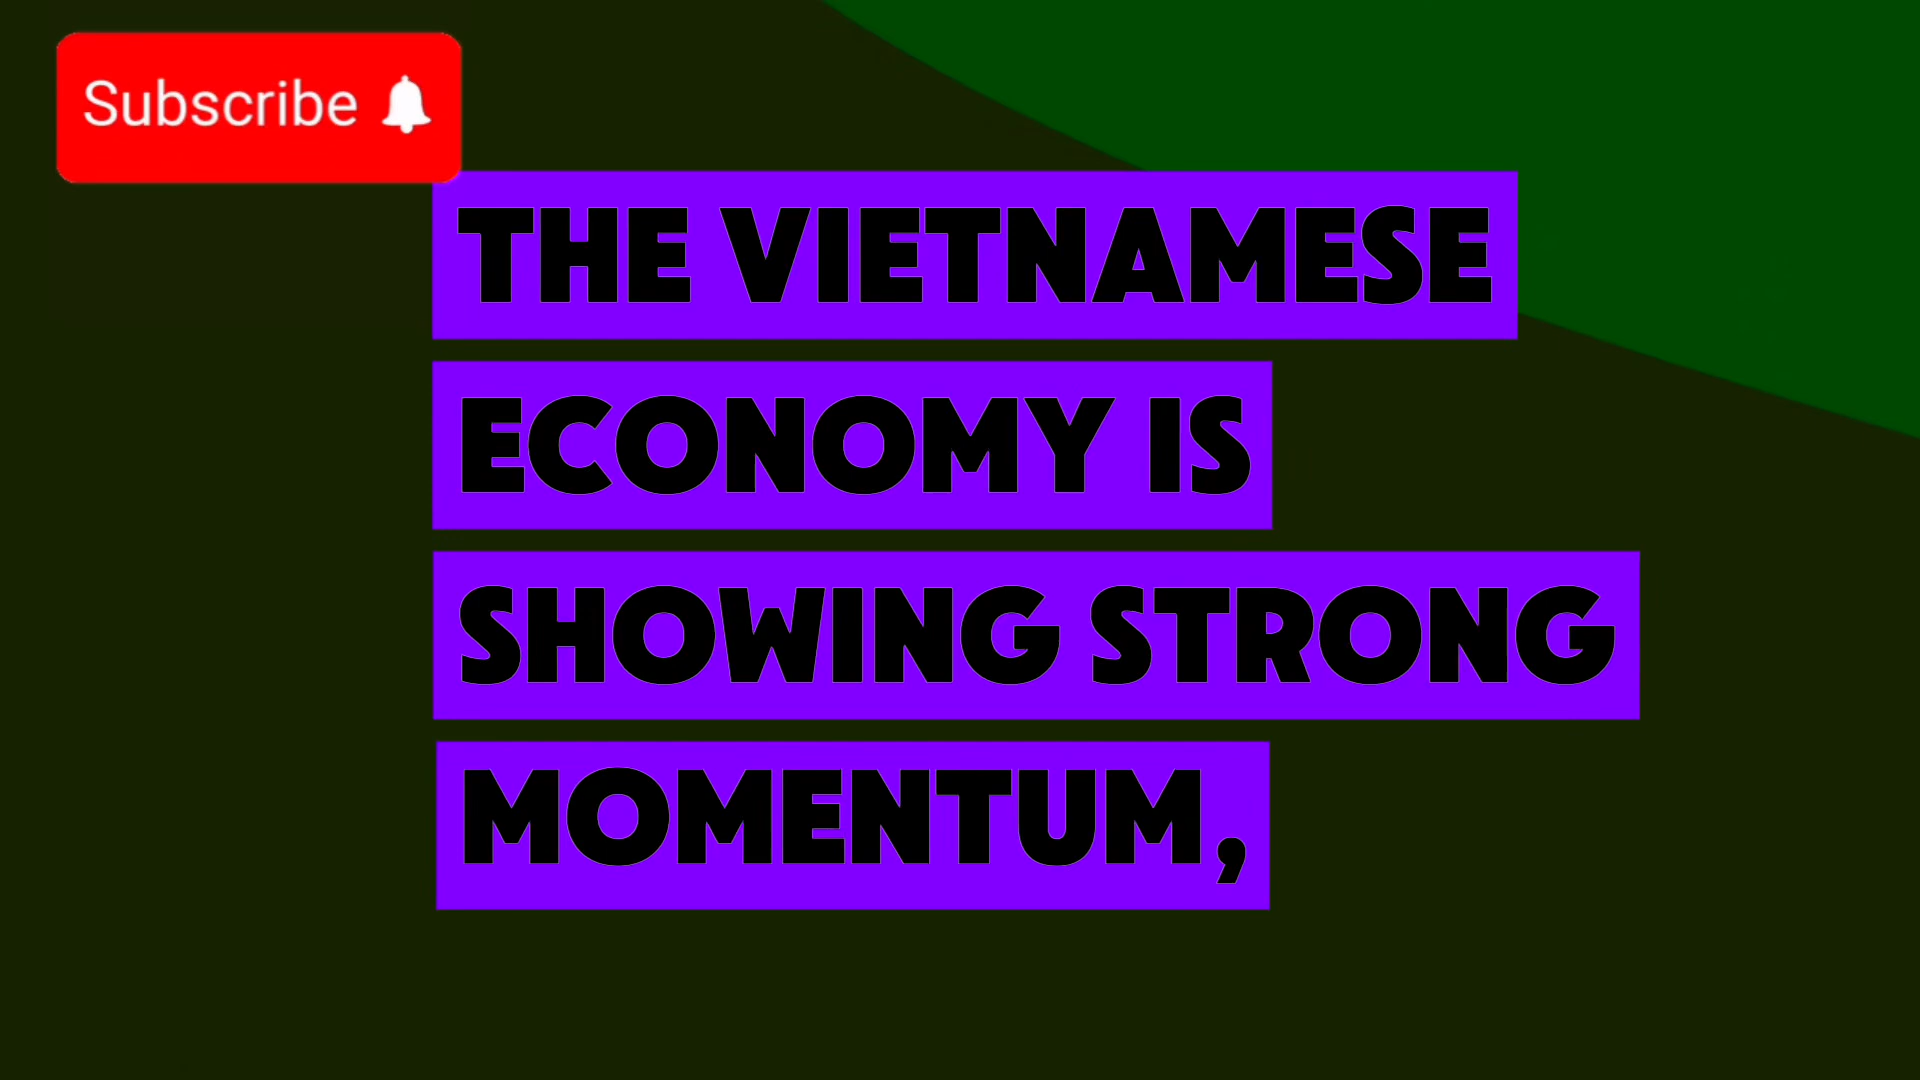 Subscribe
THE VIETNAMESE
ECONOMY IS
SHOWING STRONG
MOMENTUM,